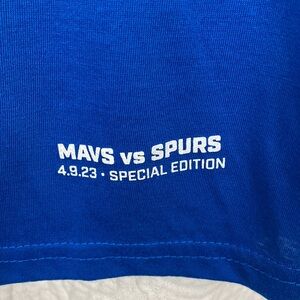 MAVS vs SPURS
4.9.23 • SPECIAL EDITION